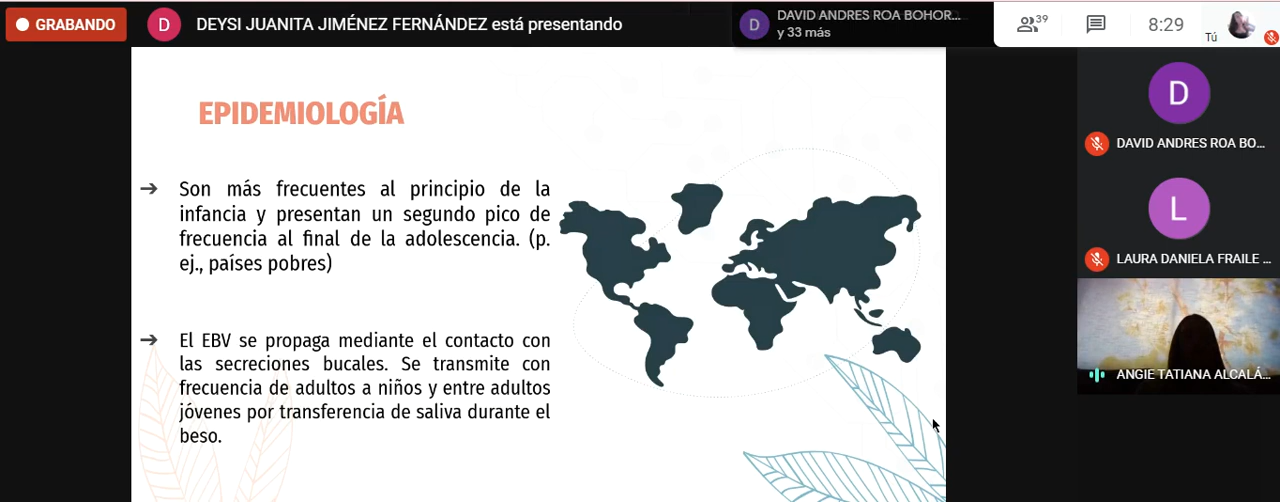 GRABANDO
D
DEYSI JUANITA JIMÉNEZ FERNÁNDEZ está presentando
D
DAVID ANDRES ROA BOHOR...
y 33 más
39
8:29
Tú
EPIDEMIOLOGÍA
➔ Son más frecuentes al principio de la
infancia y presentan un segundo pico de
frecuencia al final de la adolescencia. (p.
ej., países pobres)
➔ El EBV se propaga mediante el contacto con
las secreciones bucales. Se transmite con
frecuencia de adultos a niños y entre adultos
jóvenes por transferencia de saliva durante el
beso.
D
DAVID ANDRES ROA BO...
L
LAURA DANIELA FRAILE ...
ANGIE TATIANA ALCALÁ...